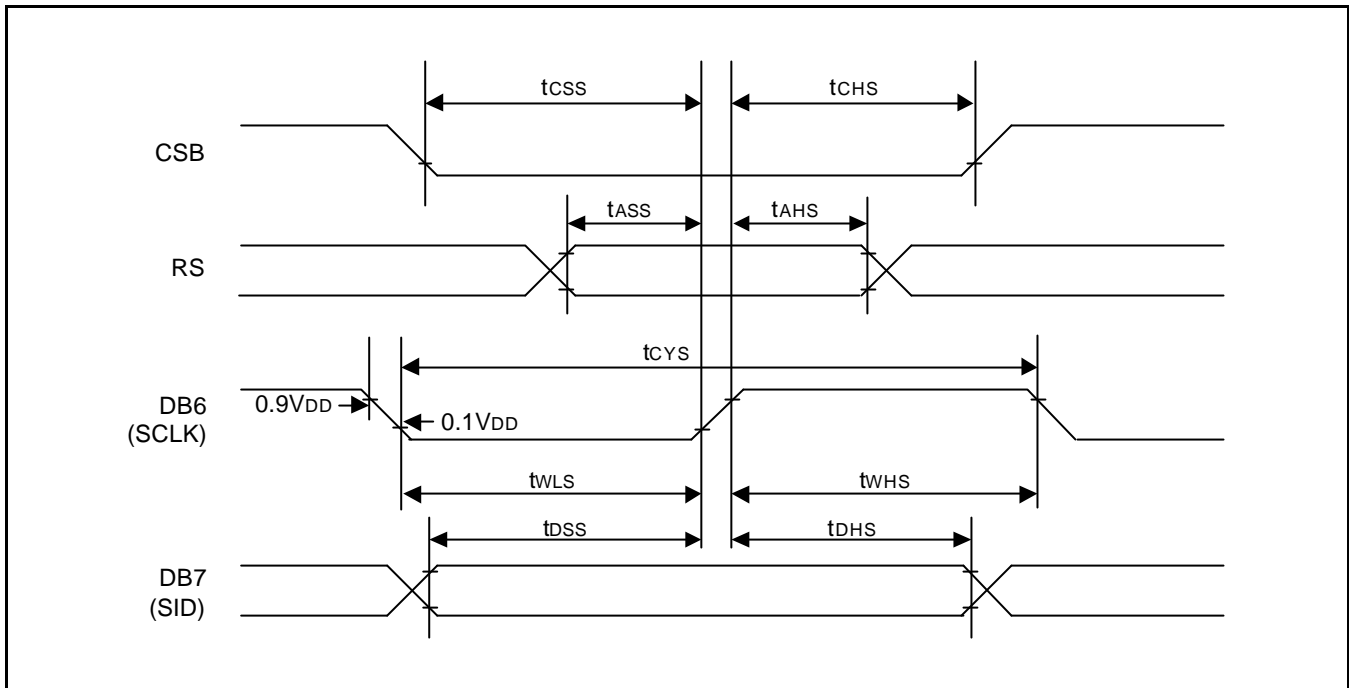 tCSS
tCHS
CSB
tASS
tAHS
RS
tCYS
DB6
(SCLK)
0.9VDD
0.1VDD
tWLS
tWHS
tDSS
tDHS
DB7
(SID)